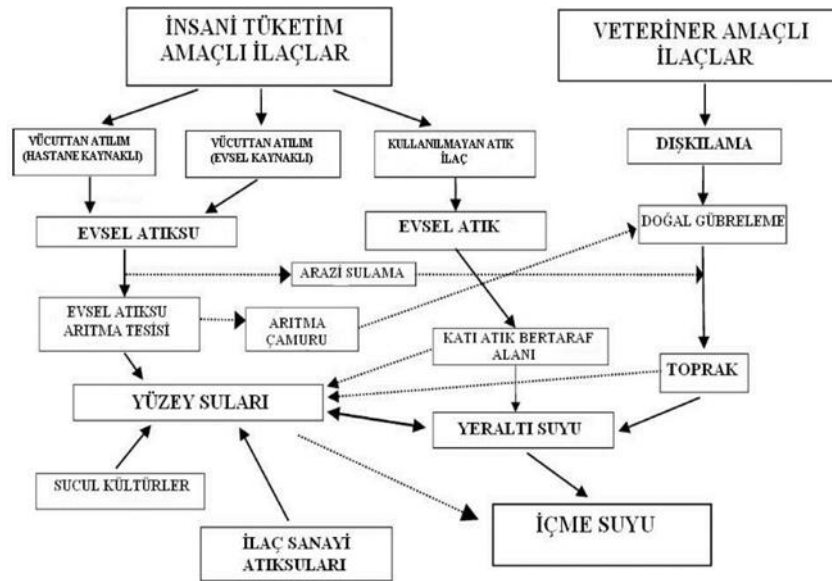 İNSANİ TÜKETİM
AMAÇLI İLAÇLAR
VETERİNER AMAÇLI
İLAÇLAR
VÜCUTTAN ATILIM
(HASTANE KAYNAKLI)
VÜCUTTAN ATILIM
(EVSEL KAYNAKLI)
KULLANILMAYAN ATIK
İLAÇ
DIŞKILAMA
EVSEL ATIKSU
EVSEL ATIK
DOĞAL GÜBRELEME
ARAZİ SULAMA
EVSEL ATIKSU
ARITMA TESİSİ
ARITMA
ÇAMURU
KATI ATIK BERTARAF
ALANI
TOPRAK
YÜZEY SULARI
YERALTI SUYU
SUCUL KÜLTÜRLER
İLAÇ SANAYİ
ATIKSULARI
İÇME SUYU